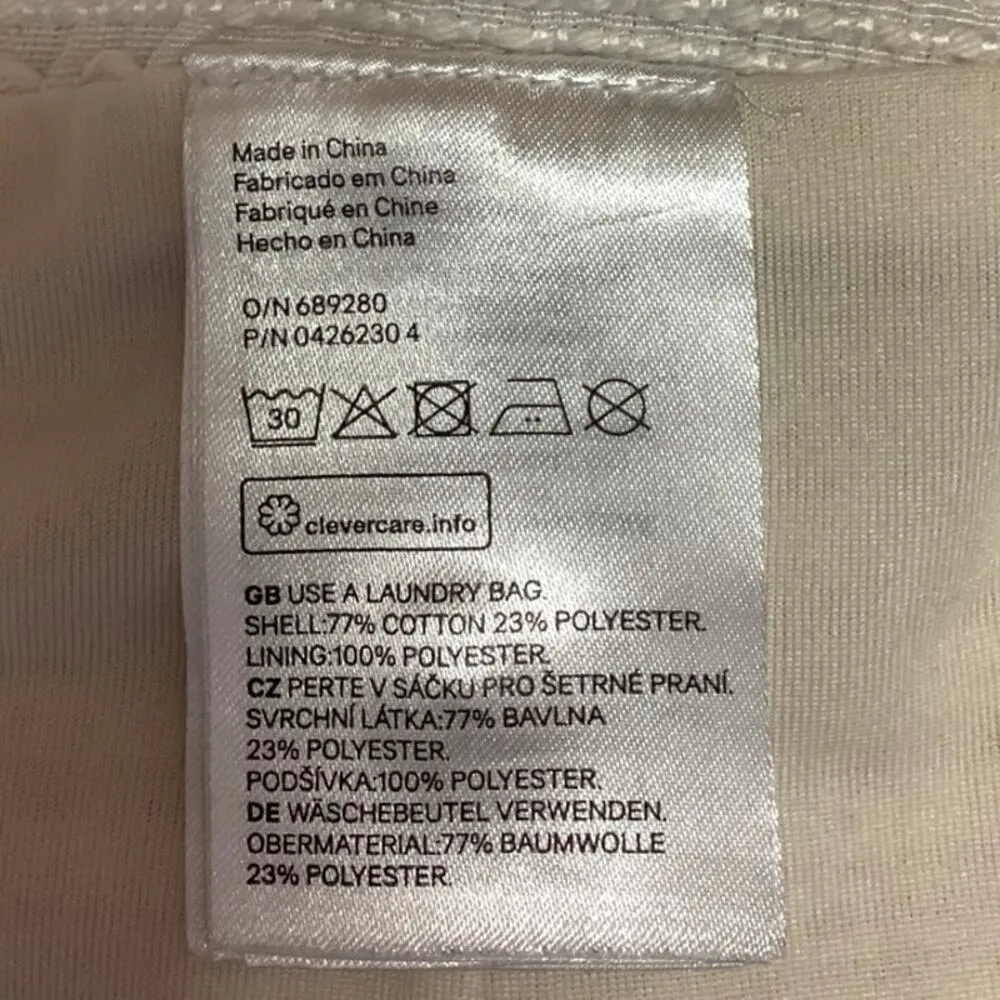 Made in China
Fabricado em China
Fabriqué en Chine
Hecho en China
O/N 689280
P/N 0426230 4
30
clevercare.info
GB USE A LAUNDRY BAG.
SHELL:77% COTTON 23% POLYESTER.
LINING:100% POLYESTER.
CZ PERTE V SÁČKU PRO ŠETRNÉ PRANÍ.
SVRCHNÍ LÁTKA:77% BAVLNA
23% POLYESTER.
PODŠÍVKA:100% POLYESTER.
DE WÄSCHEBEUTEL VERWENDEN.
OBERMATERIAL:77% BAUMWOLLE
23% POLYESTER.